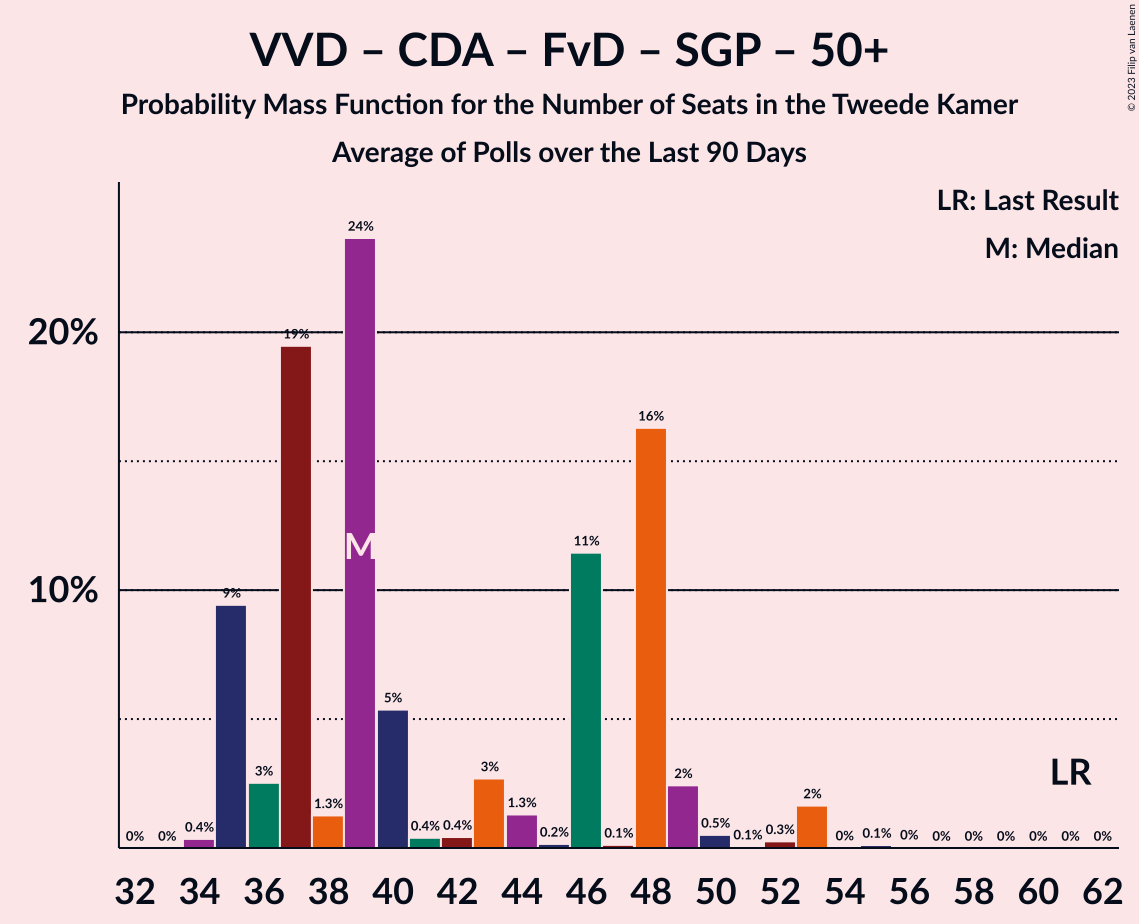 VVD – CDA – FvD – SGP – 50+
Probability Mass Function for the Number of Seats in the Tweede Kamer
Average of Polls over the Last 90 Days
© 2023 Filip van Laenen
LR: Last Result
M: Median
20%
10%
0% 0% 0.4% 9% 3% 19% 1.3% 24% 5% 0.4% 0.4% 3% 1.3% 0.2% 11% 0.1% 16% 2% 0.5% 0.1% 0.3% 2% 0% 0.1% 0% 0% 0% 0% 0% 0% 0%
M
LR
32 34 36 38 40 42 44 46 48 50 52 54 56 58 60 62